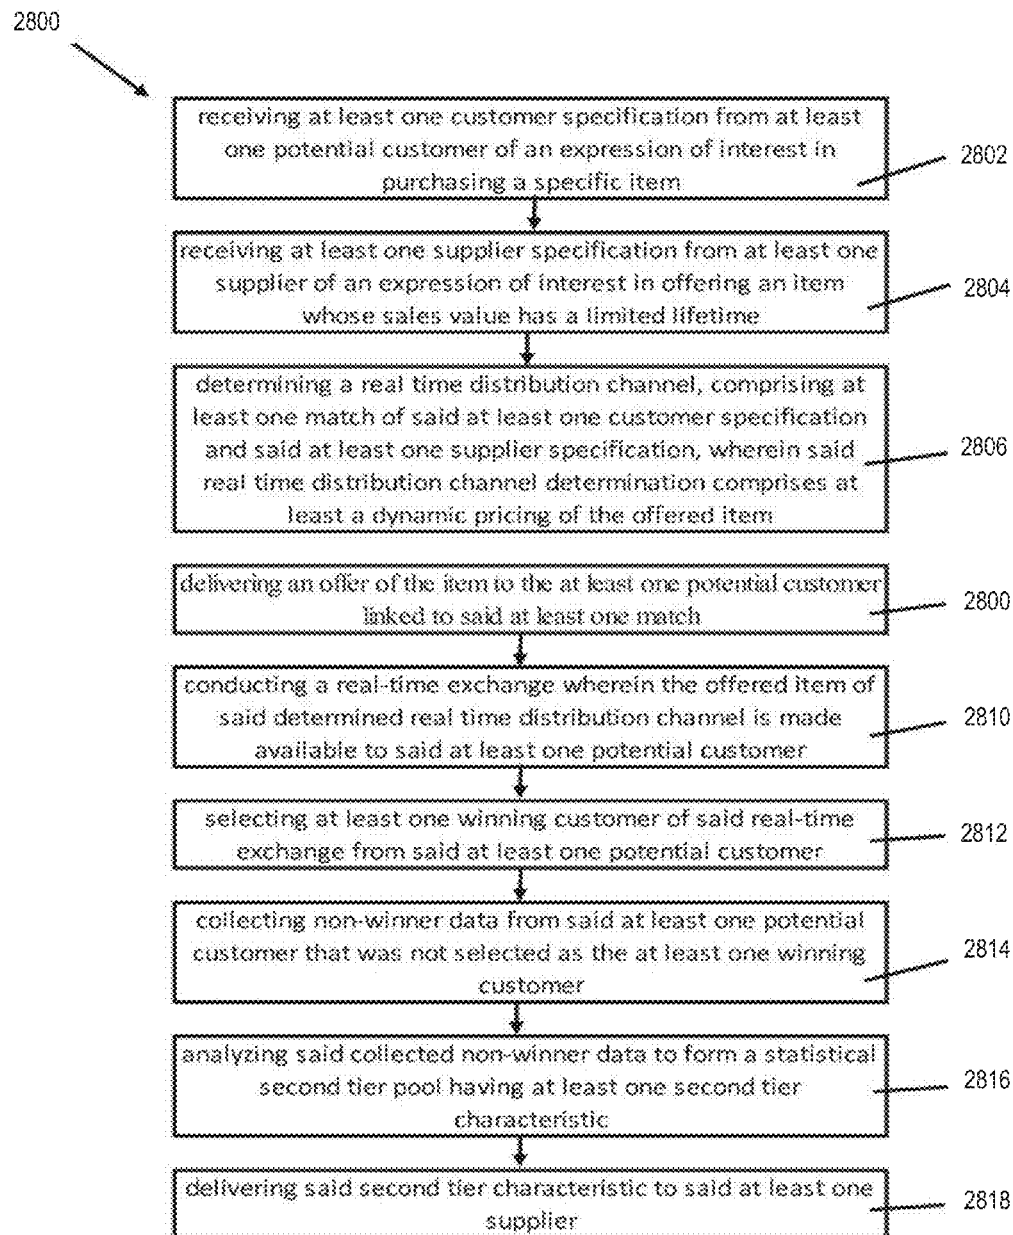 2800
receiving at least one customer specification from at least
one potential customer of an expression of interest in
purchasing a specific item
2802
receiving at least one supplier specification from at least one
supplier of an expression of interest in offering an item
whose sales value has a limited lifetime
2804
determining a real time distribution channel, comprising at
least one match of said at least one customer specification
and said at least one supplier specification, wherein said
real time distribution channel determination comprises at
least a dynamic pricing of the offered item
2806
delivering an offer of the item to the at least one potential customer
linked to said at least one match
2800
conducting a real-time exchange wherein the offered item of
said determined real time distribution channel is made
available to said at least one potential customer
2810
selecting at least one winning customer of said real-time
exchange from said at least one potential customer
2812
collecting non-winner data from said at least one potential
customer that was not selected as the at least one winning
customer
2814
analyzing said collected non-winner data to form a statistical
second tier pool having at least one second tier
characteristic
2816
delivering said second tier characteristic to said at least one
supplier
2818